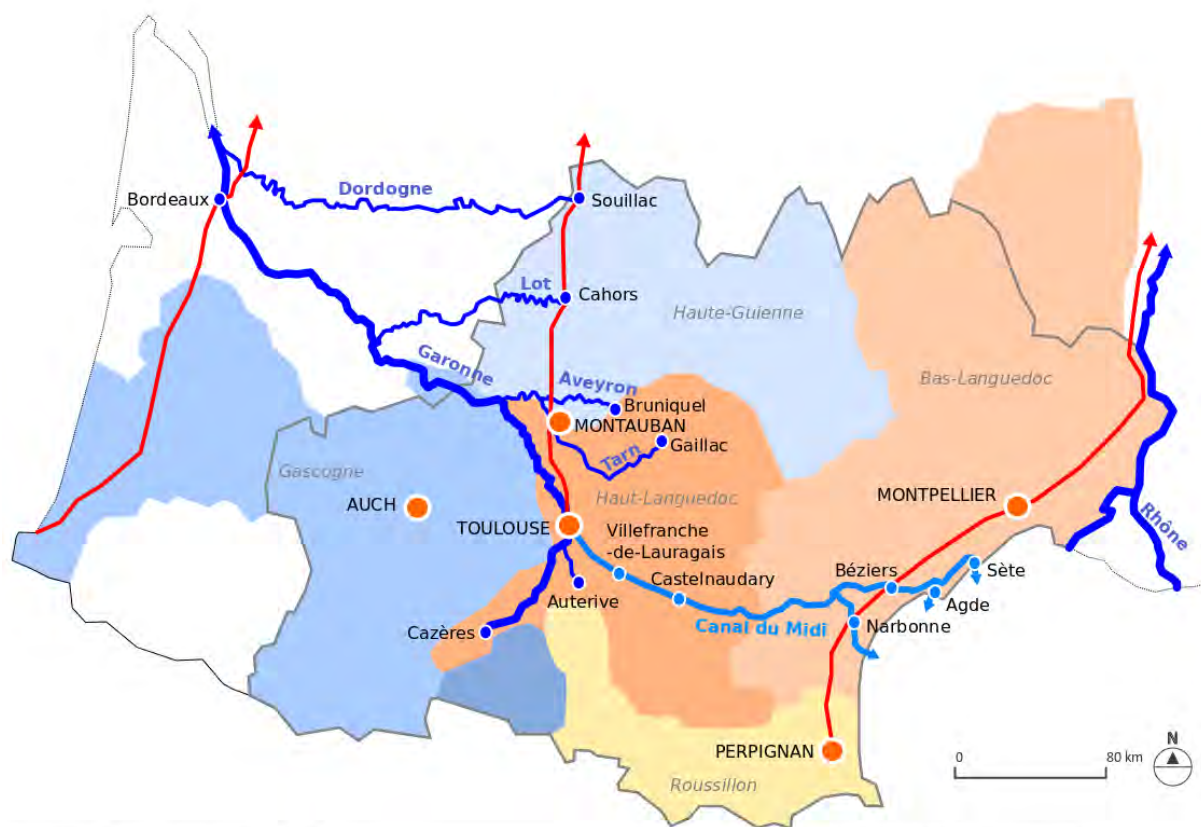 Dordogne
Bordeaux
Souillac
Lot
Cahors
Haute-Guienne
Garonne
Aveyron
Bas-Languedoc
Bruniquel
MONTAUBAN
Tarn
Gaillac
Gascogne
AUCH
Haut-Languedoc
MONTPELLIER
Rhône
TOULOUSE
Villefranche
-de-Lauragais
Castelnaudary
Béziers
Sète
Auterive
Agde
Cazères
Canal du Midi
Narbonne
PERPIGNAN
Roussillon
N
0
80 km